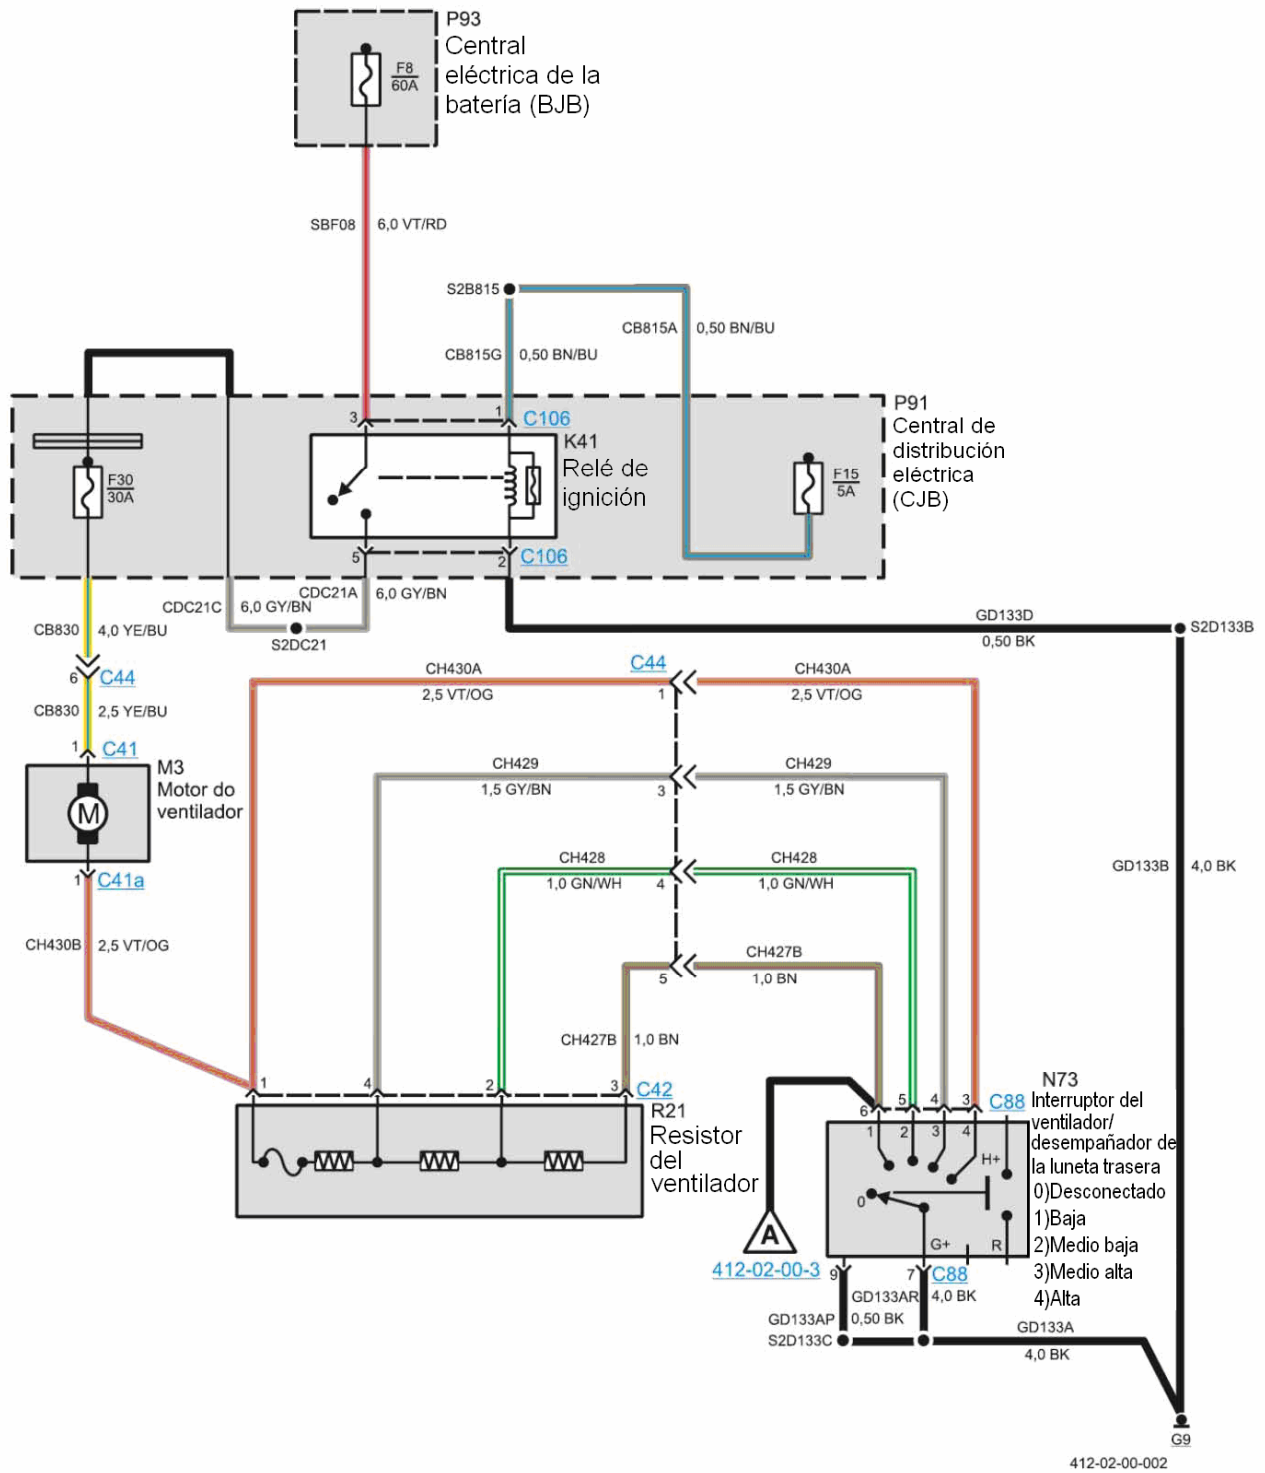 P93
Central
eléctrica de la
batería (BJB)
F8
60A
SBF08
6,0 VT/RD
S2B815
CB815A
0,50 BN/BU
CB815G
0,50 BN/BU
P91
Central de
distribución
eléctrica
(CJB)
3
1
C106
K41
Relé de
ignición
F30
30A
F15
5A
5
2
C106
CDC21C
6,0 GY/BN
CDC21A
6,0 GY/BN
S2DC21
GD133D
0,50 BK
S2D133B
CB830
4,0 YE/BU
6
C44
CB830
2,5 YE/BU
1
C41
M3
Motor do
ventilador
M
1
C41a
CH430B
2,5 VT/OG
CH430A
2,5 VT/OG
C44
1
CH430A
2,5 VT/OG
CH429
1,5 GY/BN
3
CH429
1,5 GY/BN
CH428
1,0 GN/WH
4
CH428
1,0 GN/WH
5
CH427B
1,0 BN
CH427B
1,0 BN
GD133B
4,0 BK
1
4
2
3
C42
R21
Resistor
del
ventilador
6
5
4
3
C88
1
2
3
4
H+
0
G+
R
N73
Interruptor del
ventilador/
desempañador de
la luneta trasera
0)Desconectado
1)Baja
2)Medio baja
3)Medio alta
4)Alta
A
412-02-00-3
9
7
C88
GD133AR
4,0 BK
GD133AP
0,50 BK
S2D133C
GD133A
4,0 BK
G9
412-02-00-002